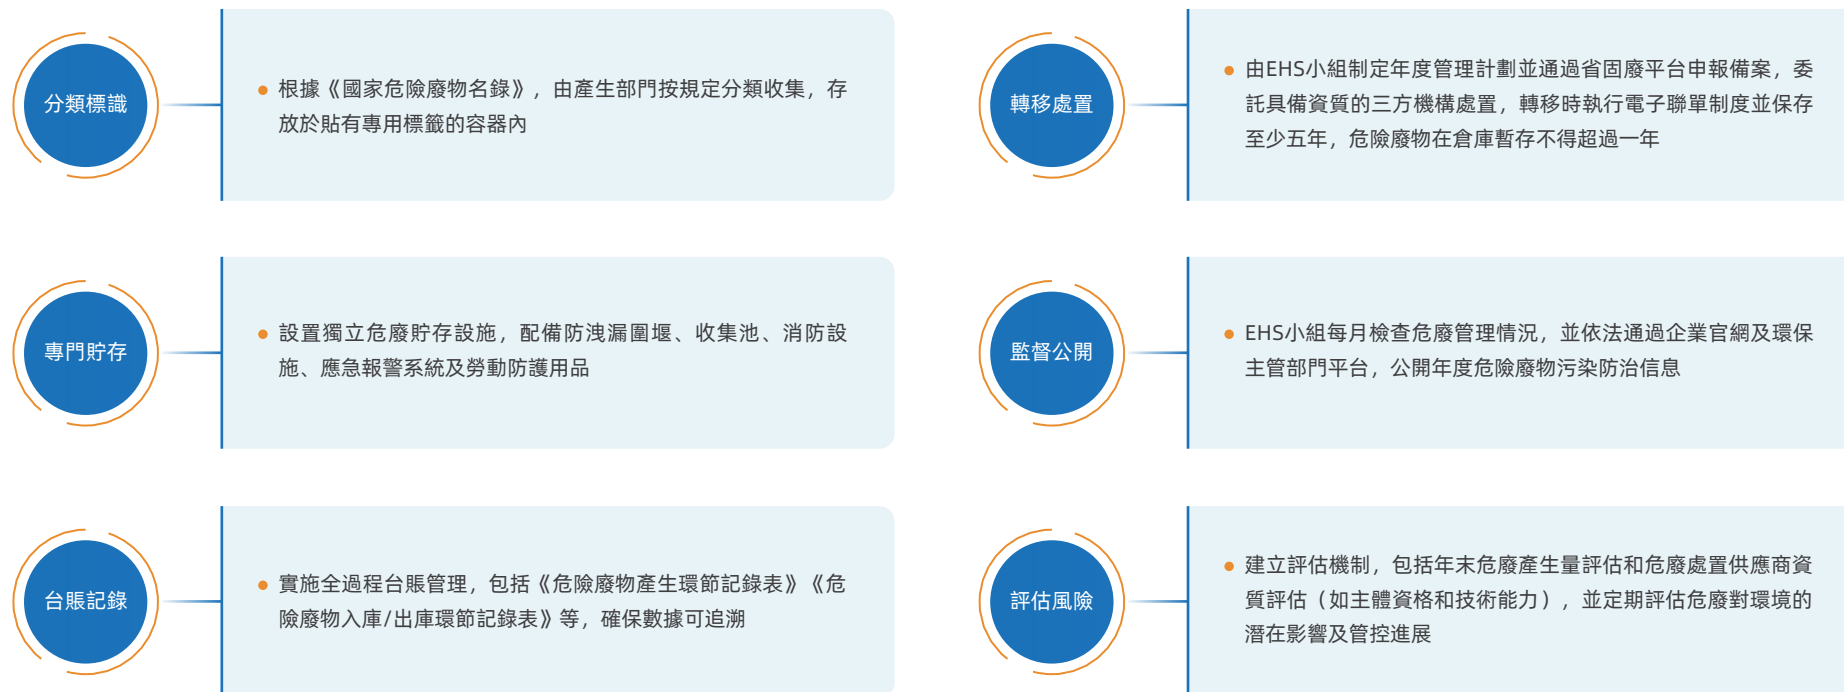 分類標識
根據《國家危險廢物名錄》，由產生部門按規定分類收集，存
放於貼有專用標籤的容器內
專門貯存
設置獨立危廢貯存設施，配備防洩漏圍堰、收集池、消防設
施、應急報警系統及勞動防護用品
台賬記錄
實施全過程台賬管理，包括《危險廢物產生環節記錄表》《危
險廢物入庫/出庫環節記錄表》等，確保數據可追溯
轉移處置
由EHS小組制定年度管理計劃並通過省固廢平台申報備案，委
託具備資質的三方機構處置，轉移時執行電子聯單制度並保存
至少五年，危險廢物在倉庫暫存不得超過一年
監督公開
EHS小組每月檢查危廢管理情況，並依法通過企業官網及環保
主管部門平台，公開年度危險廢物污染防治信息
評估風險
建立評估機制，包括年末危廢產生量評估和危廢處置供應商資
質評估（如主體資格和技術能力），並定期評估危廢對環境的
潛在影響及管控進展